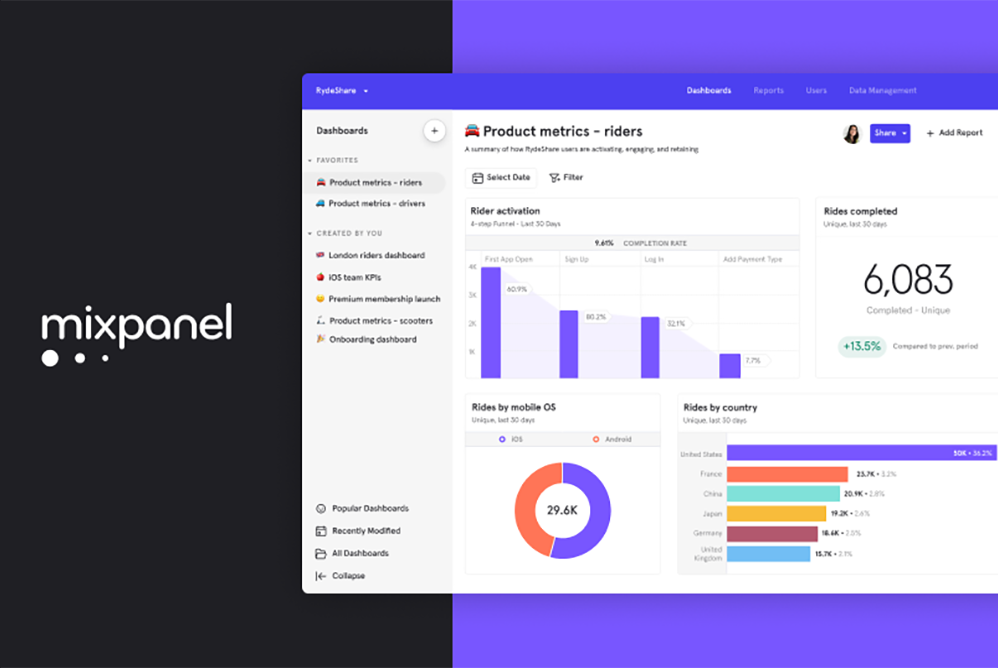 mixpanel
RydeShare
Dashboards
Reports
Users
Data Management
Dashboards
+
FAVORITES
Product metrics - riders
Product metrics - drivers
CREATED BY YOU
London riders dashboard
iOS team KPIs
Premium membership launch
Product metrics - scooters
Onboarding dashboard
Popular Dashboards
Recently Modified
All Dashboards
Collapse
Product metrics - riders
A summary of how RydeShare users are activating, engaging, and retaining
Share
+ Add Report
Select Date
Filter
Rider activation
4-step Funnel - Last 30 Days
9.61% COMPLETION RATE
First App Open
Sign Up
Log In
Add Payment Type
4K
3K
2K
1K
60.9%
80.2%
32.1%
7.7%
Rides completed
Unique, last 30 days
6,083
Completed - Unique
+13.5%
Compared to prev. period
Rides by mobile OS
Unique, last 30 days
iOS
Android
29.6K
Rides by country
Unique, last 30 days
United States
50K • 36.2%
France
23.7K • 3.2%
China
20.9K • 2.8%
Japan
19.2K • 2.6%
Germany
18.6K • 2.5%
United
Kingdom
15.7K • 2.1%